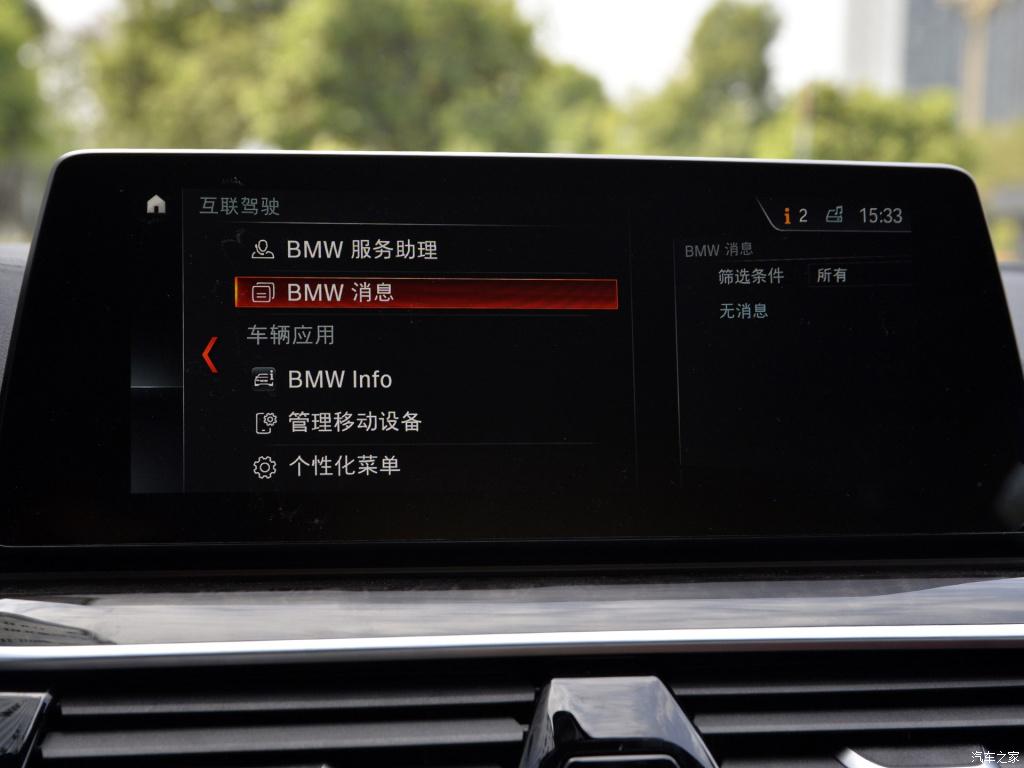 互联驾驶
i 2 15:33
BMW 服务助理
BMW 消息
车辆应用
BMW Info
管理移动设备
个性化菜单
BMW 消息
筛选条件 所有
无消息
汽车之家